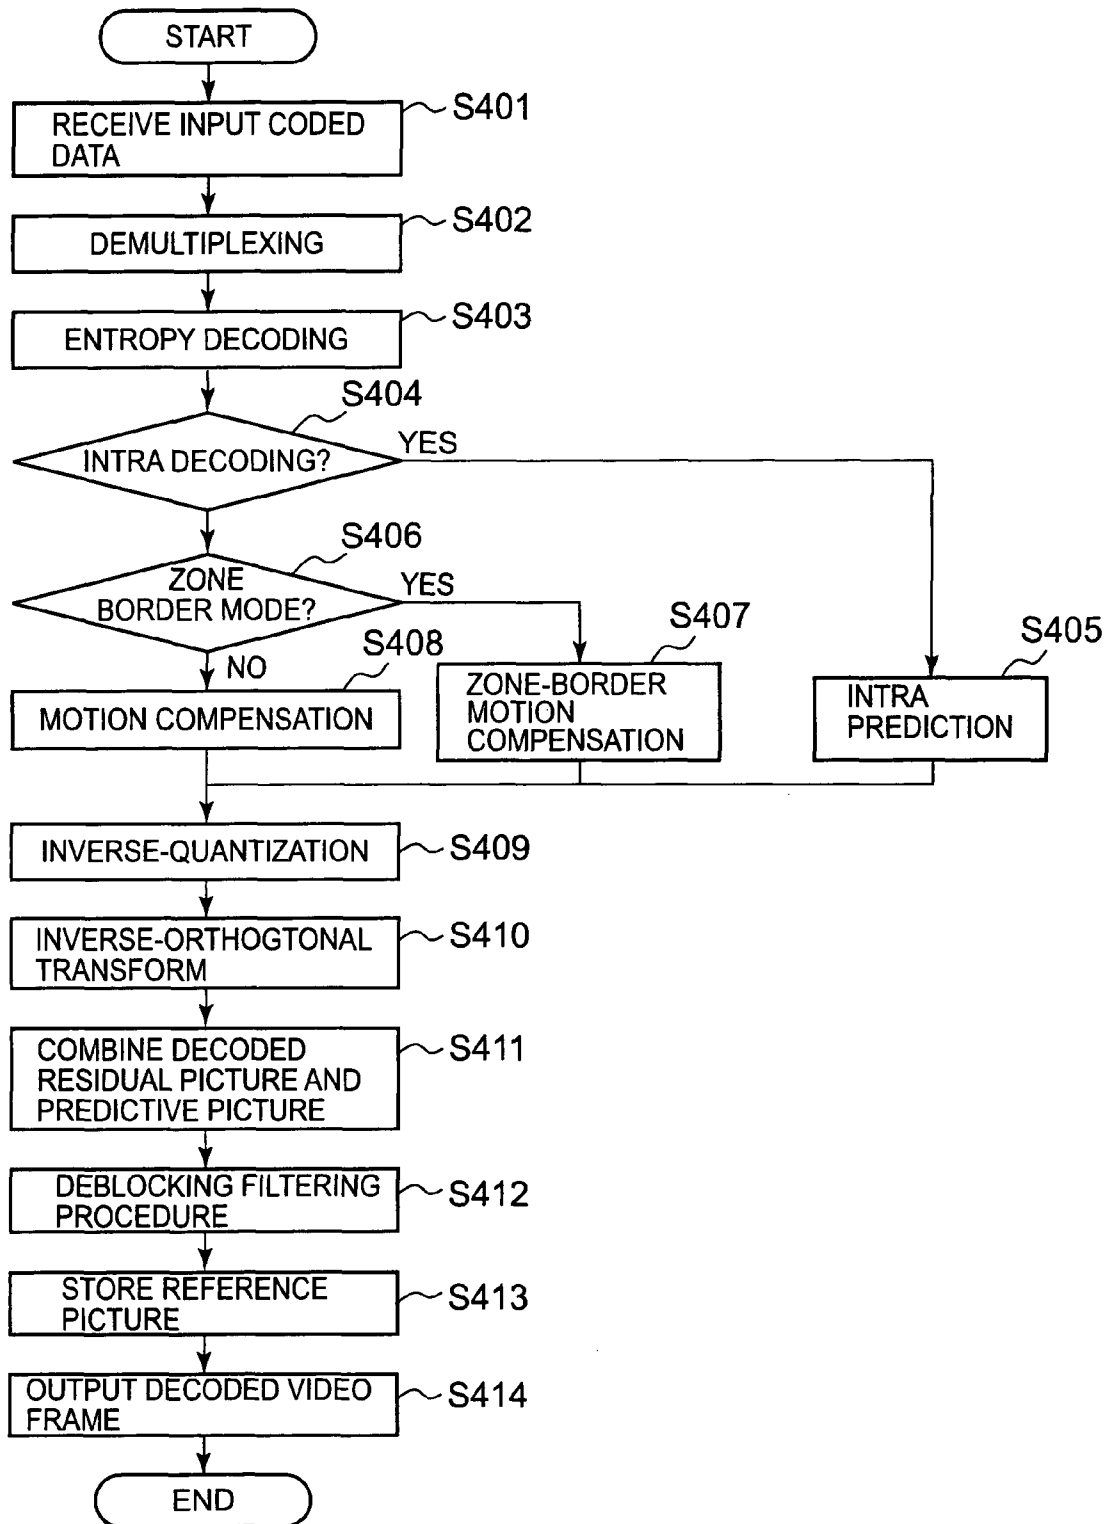 START
RECEIVE INPUT CODED
DATA
S401
DEMULTIPLEXING
S402
ENTROPY DECODING
S403
INTRA DECODING?
S404
YES
ZONE
BORDER MODE?
S406
YES
NO
MOTION COMPENSATION
S408
ZONE-BORDER
MOTION
COMPENSATION
S407
INTRA
PREDICTION
S405
INVERSE-QUANTIZATION
S409
INVERSE-ORTHOGTONAL
TRANSFORM
S410
COMBINE DECODED
RESIDUAL PICTURE AND
PREDICTIVE PICTURE
S411
DEBLOCKING FILTERING
PROCEDURE
S412
STORE REFERENCE
PICTURE
S413
OUTPUT DECODED VIDEO
FRAME
S414
END